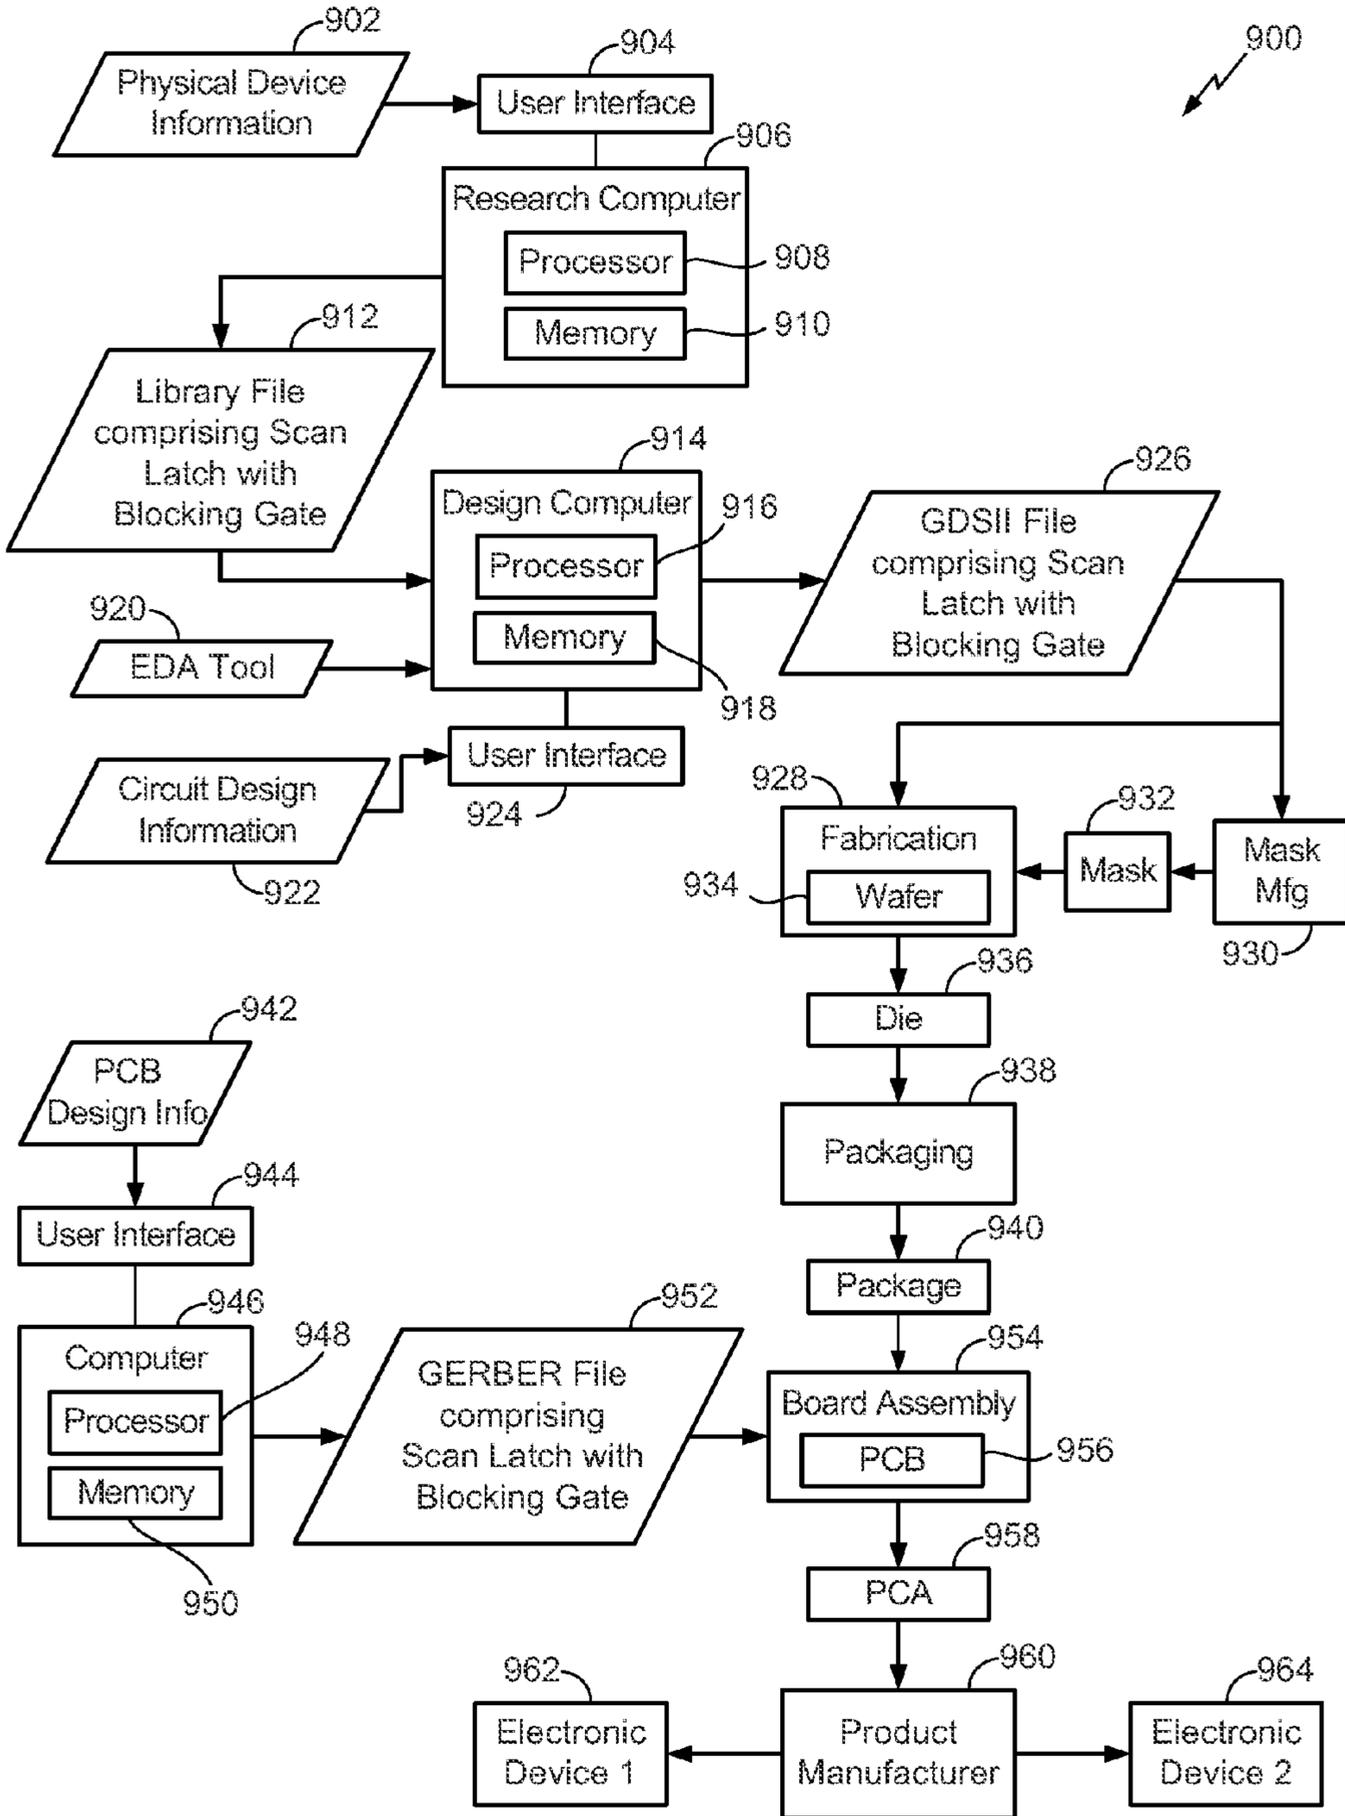 902
904
900
Physical Device
Information
User Interface
906
Research Computer
Processor
908
Memory
910
912
Library File
comprising Scan
Latch with
Blocking Gate
914
Design Computer
916
Processor
Memory
918
926
GDSII File
comprising Scan
Latch with
Blocking Gate
920
EDA Tool
User Interface
924
Circuit Design
Information
922
928
Fabrication
934
Wafer
932
Mask
Mask
Mfg
930
936
Die
938
Packaging
940
Package
942
PCB
Design Info
944
User Interface
946
Computer
948
Processor
Memory
950
952
GERBER File
comprising
Scan Latch with
Blocking Gate
954
Board Assembly
PCB
956
958
PCA
960
Product
Manufacturer
962
Electronic
Device 1
964
Electronic
Device 2